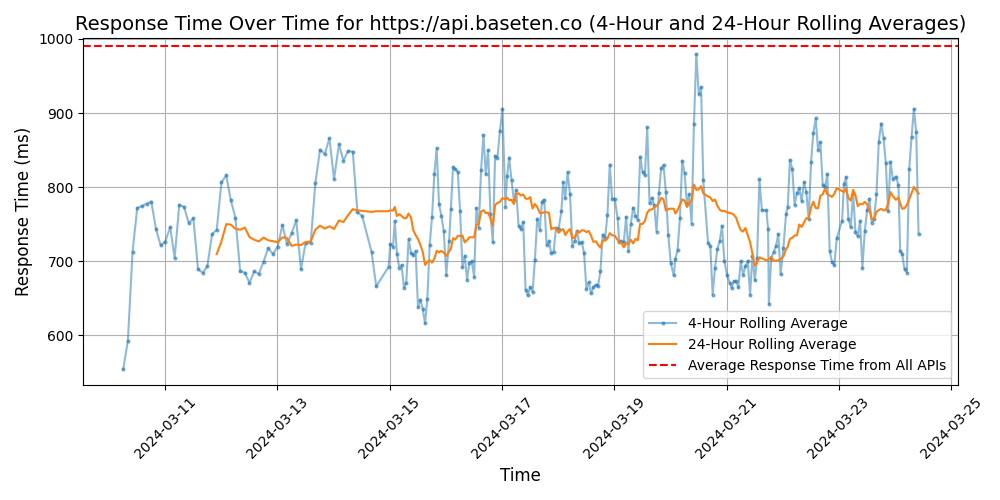 Response Time Over Time for https://api.baseten.co (4-Hour and 24-Hour Rolling Averages)
1000
900
800
700
600
Response Time (ms)
4-Hour Rolling Average
24-Hour Rolling Average
Average Response Time from All APIs
2024-03-11
2024-03-13
2024-03-15
2024-03-17
2024-03-19
2024-03-21
2024-03-23
2024-03-25
Time